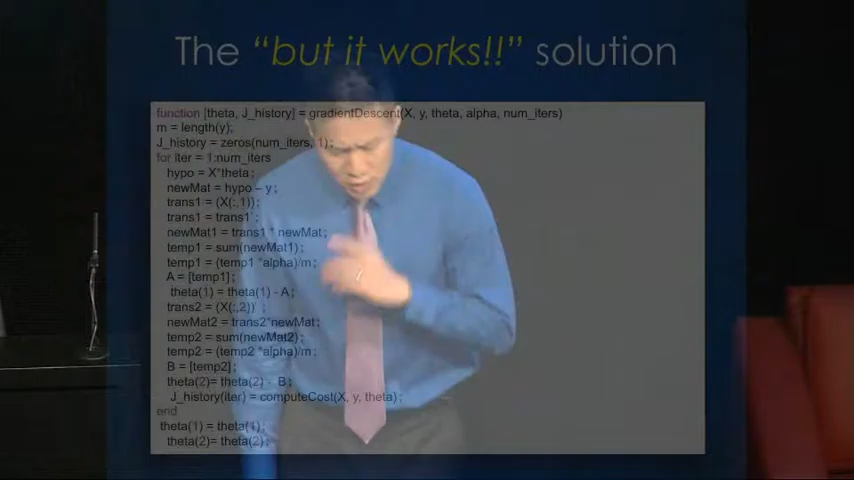 The “but it works!!” solution
function [theta, J_history] = gradientDescent(X, y, theta, alpha, num_iters)
m = length(y);
J_history = zeros(num_iters, 1);
for iter = 1:num_iters
hypo = X*theta;
newMat = hypo – y;
trans1 = (X(:,1));
trans1 = trans1';
newMat1 = trans1 * newMat;
temp1 = sum(newMat1);
temp1 = (temp1 *alpha)/m;
A = [temp1];
theta(1) = theta(1) - A;
trans2 = (X(:,2))' ;
newMat2 = trans2*newMat;
temp2 = sum(newMat2);
temp2 = (temp2 *alpha)/m;
B = [temp2];
theta(2)= theta(2) - B;
J_history(iter) = computeCost(X, y, theta);
end
theta(1) = theta(1);
theta(2)= theta(2);